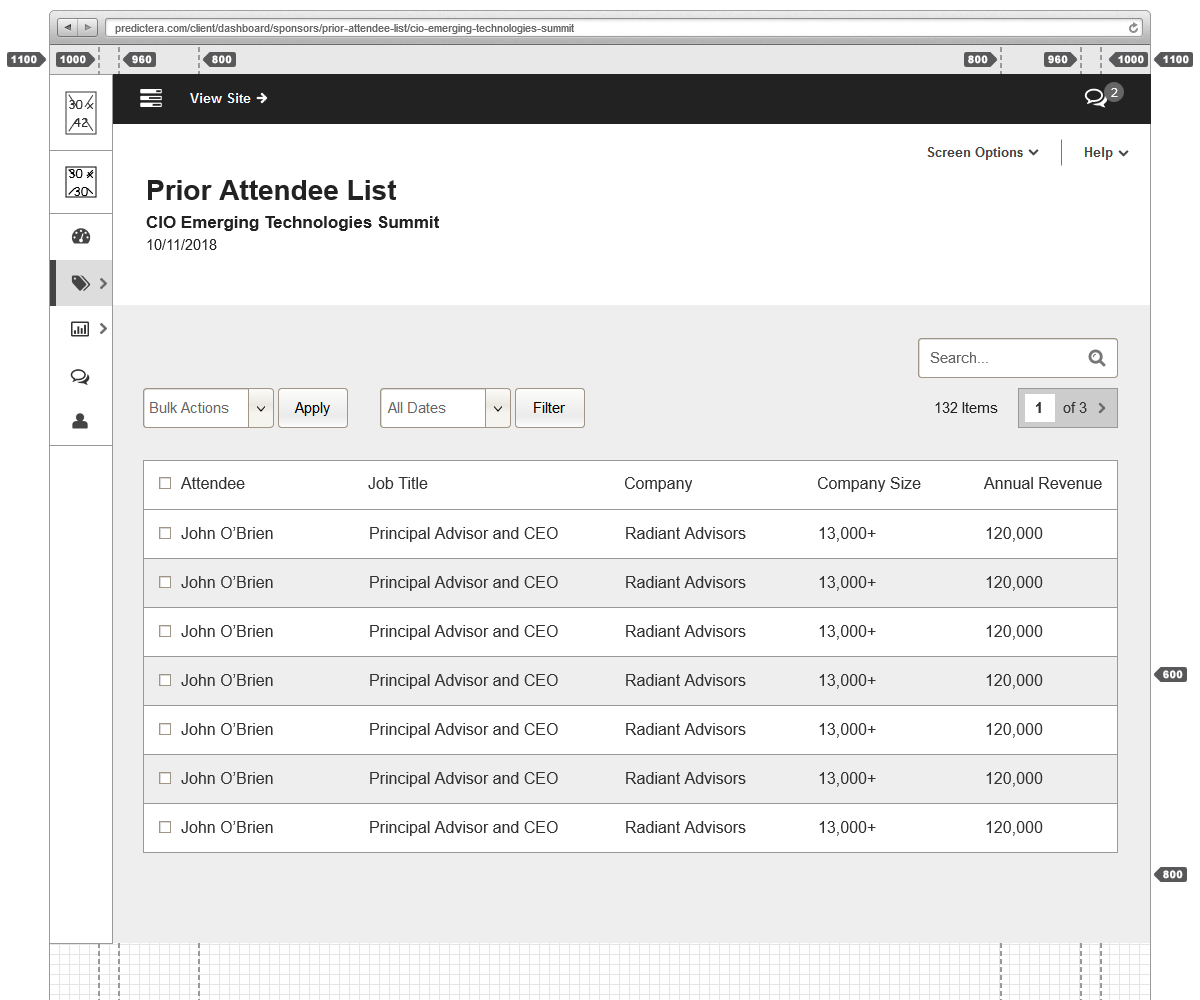 predictera.com/client/dashboard/sponsors/prior-attendee-list/cio-emerging-technologies-summit
1100 1000 960 800 800 960 1000 1100
30 x 42
View Site
2
Screen Options Help
30 x 30
Prior Attendee List
CIO Emerging Technologies Summit
10/11/2018
Search...
Bulk Actions Apply All Dates Filter 132 Items 1 of 3
Attendee Job Title Company Company Size Annual Revenue
John O’Brien Principal Advisor and CEO Radiant Advisors 13,000+ 120,000
John O’Brien Principal Advisor and CEO Radiant Advisors 13,000+ 120,000
John O’Brien Principal Advisor and CEO Radiant Advisors 13,000+ 120,000
John O’Brien Principal Advisor and CEO Radiant Advisors 13,000+ 120,000
600
John O’Brien Principal Advisor and CEO Radiant Advisors 13,000+ 120,000
John O’Brien Principal Advisor and CEO Radiant Advisors 13,000+ 120,000
John O’Brien Principal Advisor and CEO Radiant Advisors 13,000+ 120,000
800